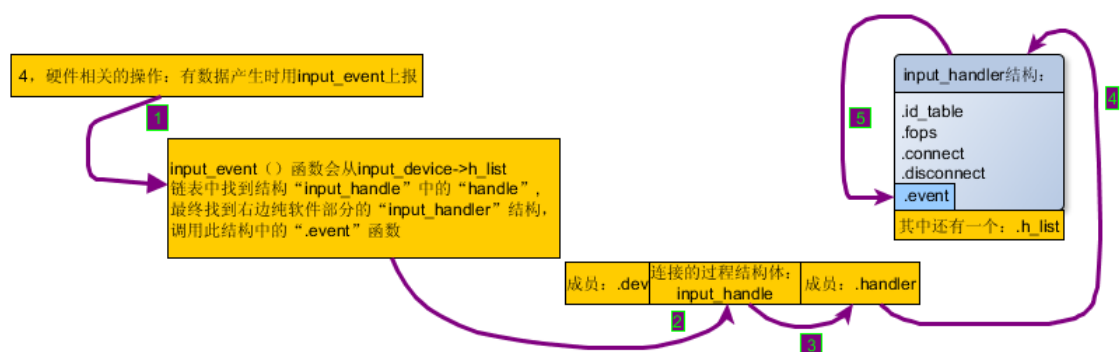 4，硬件相关的操作：有数据产生时用input_event上报
1
input_event（）函数会从input_device->h_list
链表中找到结构“input_handle”中的“handle”，
最终找到右边纯软件部分的“input_handler”结构，
调用此结构中的“.event”函数
2
成员：.dev
连接的过程结构体：
input_handle
成员：.handler
3
4
5
input_handler结构：
.id_table
.fops
.connect
.disconnect
.event
其中还有一个：.h_list